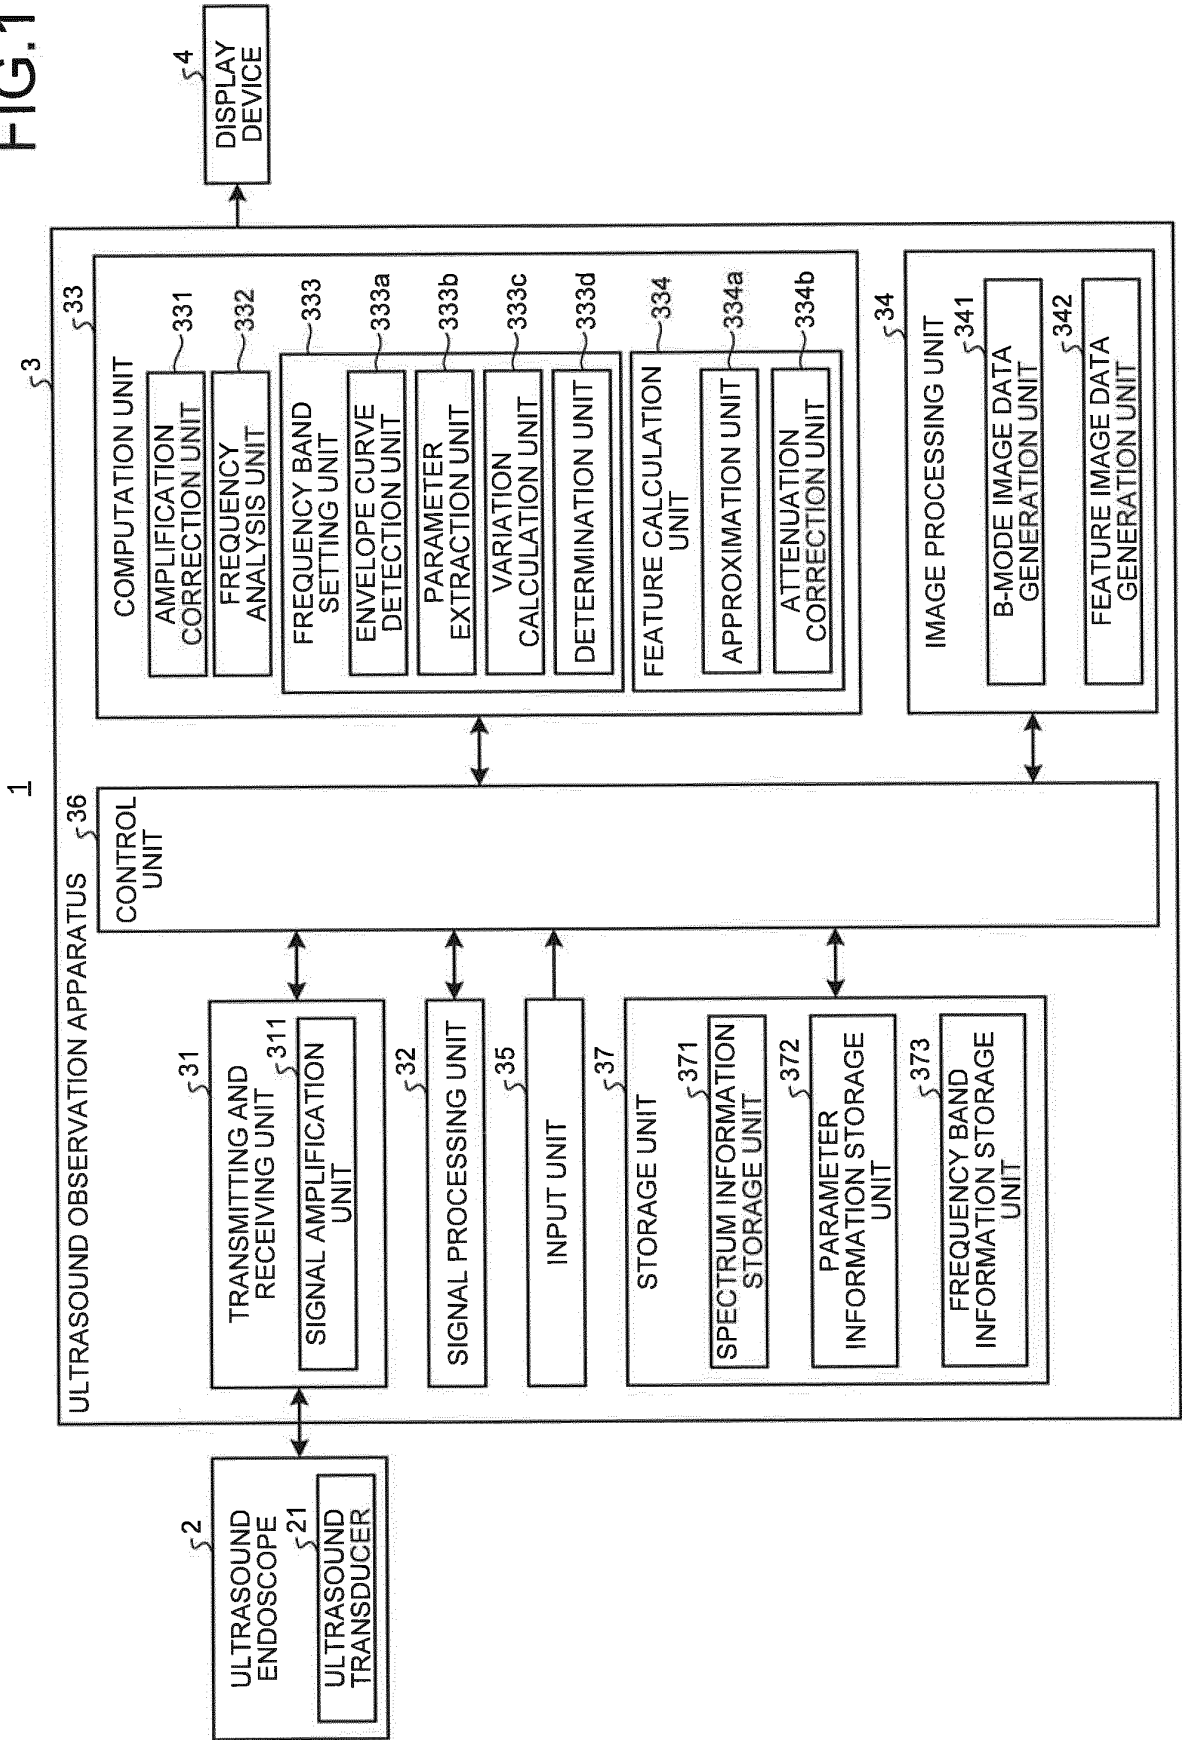 FIG.1
1
ULTRASOUND
ENDOSCOPE
2
ULTRASOUND
TRANSDUCER
21
ULTRASOUND OBSERVATION APPARATUS
3
TRANSMITTING AND
RECEIVING UNIT
31
SIGNAL AMPLIFICATION
UNIT
311
SIGNAL PROCESSING UNIT
32
INPUT UNIT
35
STORAGE UNIT
37
SPECTRUM INFORMATION
STORAGE UNIT
371
PARAMETER
INFORMATION STORAGE
UNIT
372
FREQUENCY BAND
INFORMATION STORAGE
UNIT
373
CONTROL
UNIT
36
COMPUTATION UNIT
33
AMPLIFICATION
CORRECTION UNIT
331
FREQUENCY
ANALYSIS UNIT
332
FREQUENCY BAND
SETTING UNIT
333
ENVELOPE CURVE
DETECTION UNIT
333a
PARAMETER
EXTRACTION UNIT
333b
VARIATION
CALCULATION UNIT
333c
DETERMINATION UNIT
333d
FEATURE CALCULATION
UNIT
334
APPROXIMATION UNIT
334a
ATTENUATION
CORRECTION UNIT
334b
IMAGE PROCESSING UNIT
34
B-MODE IMAGE DATA
GENERATION UNIT
341
FEATURE IMAGE DATA
GENERATION UNIT
342
DISPLAY
DEVICE
4